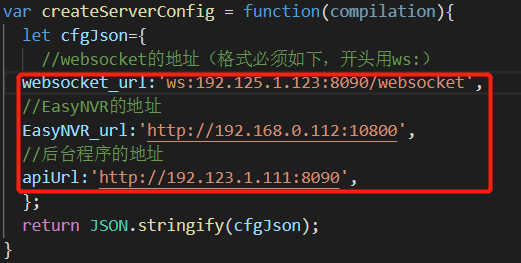 var createServerConfig = function(compilation){
let cfgJson={
//websocket的地址（格式必须如下，开头用ws:）
websocket_url:'ws:192.125.1.123:8090/websocket',
//EasyNVR的地址
EasyNVR_url:'http://192.168.0.112:10800',
//后台程序的地址
apiUrl:'http://192.123.1.111:8090',
};
return JSON.stringify(cfgJson);
}